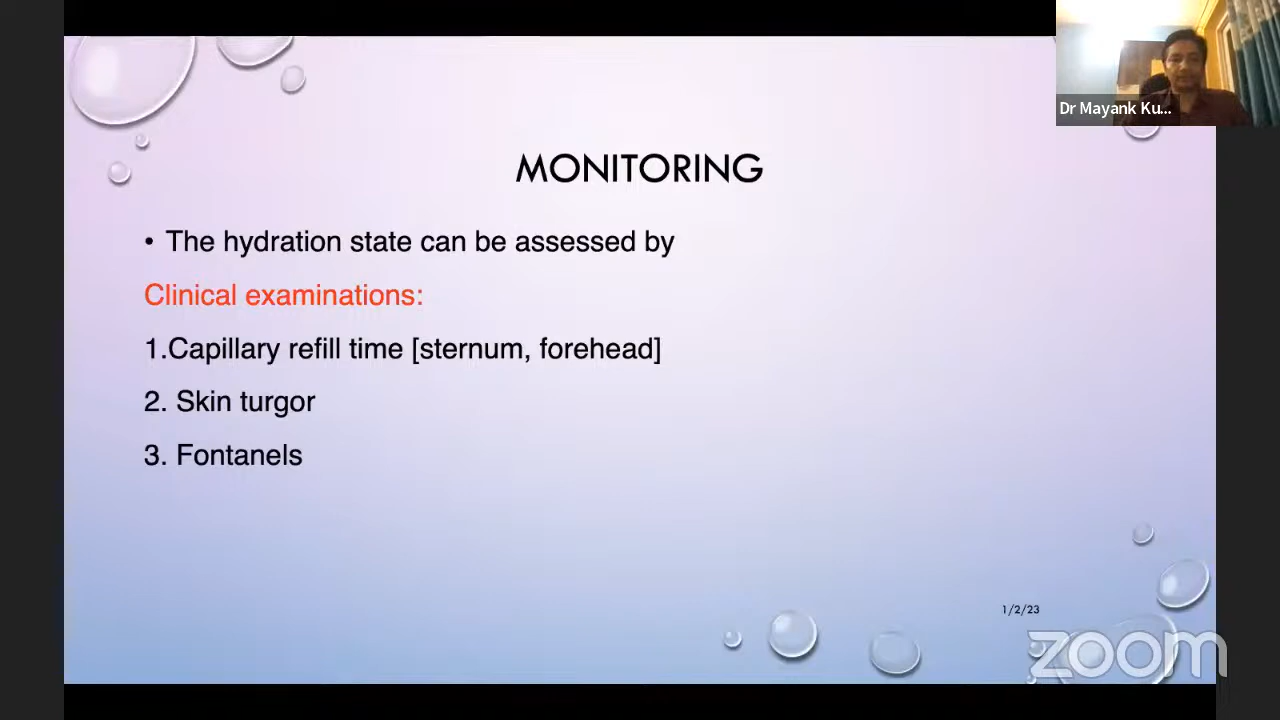 Dr Mayank Ku...
MONITORING
• The hydration state can be assessed by
Clinical examinations:
1.Capillary refill time [sternum, forehead]
2. Skin turgor
3. Fontanels
1/2/23
zoom